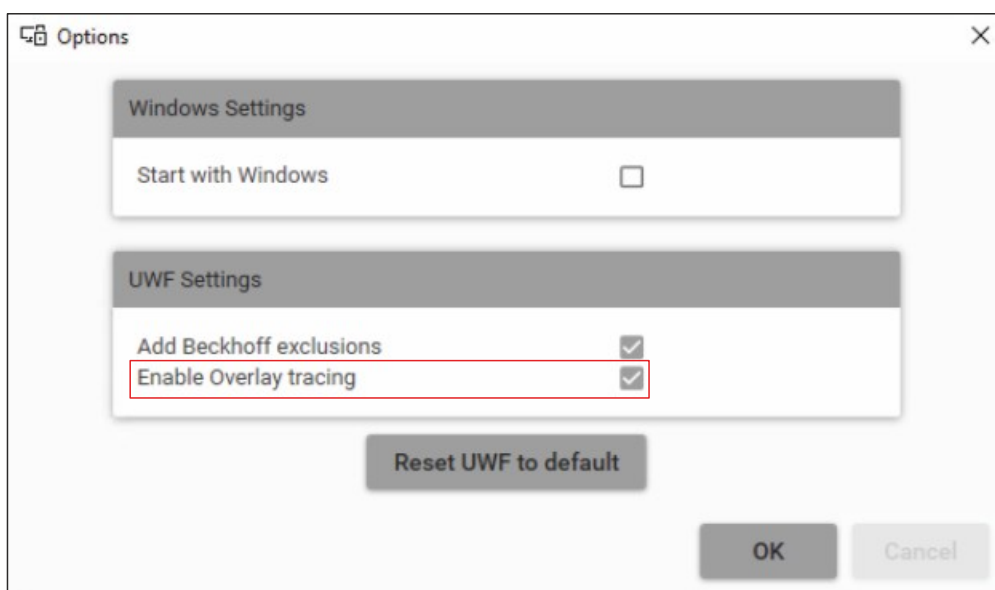 Options
Windows Settings
Start with Windows
UWF Settings
Add Beckhoff exclusions
Enable Overlay tracing
Reset UWF to default
OK
Cancel